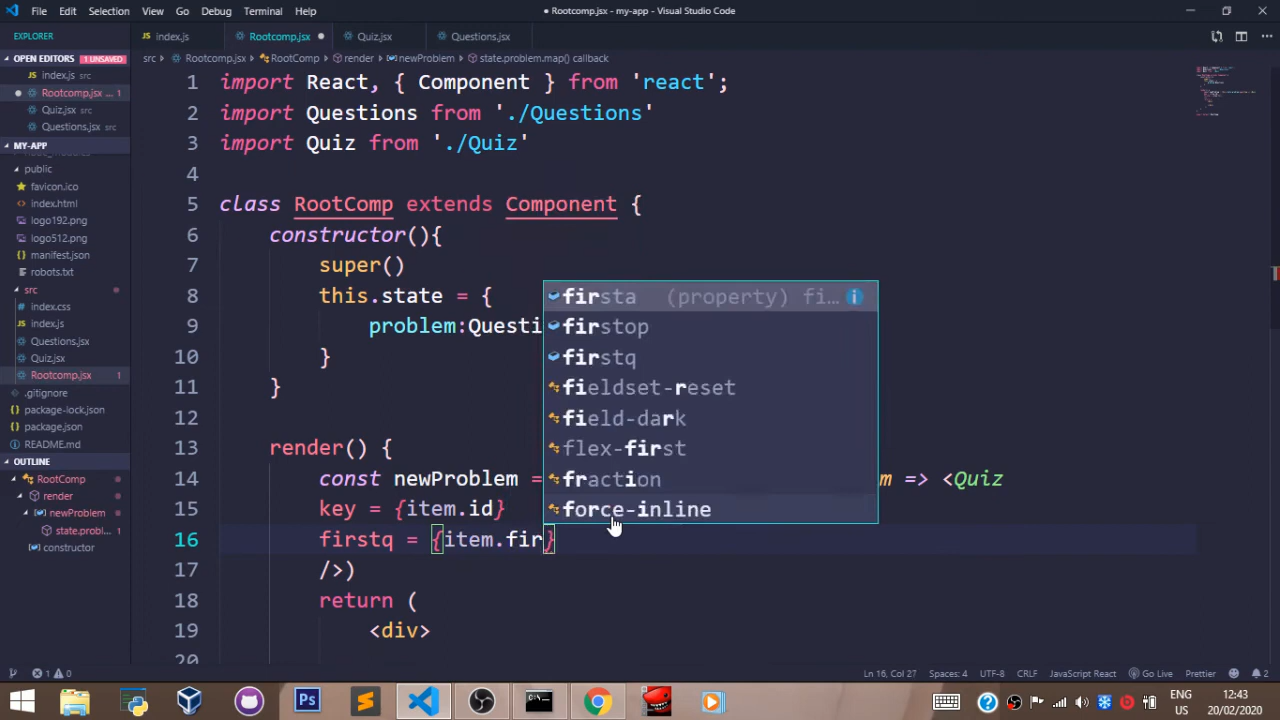 File Edit Selection View Go Debug Terminal Help
● Rootcomp.jsx - my-app - Visual Studio Code
EXPLORER
index.js Rootcomp.jsx ● Quiz.jsx Questions.jsx
OPEN EDITORS 1 UNSAVED
index.js src
● Rootcomp.jsx... 1
Quiz.jsx src
Questions.jsx src
MY-APP
public
favicon.ico
index.html
logo192.png
logo512.png
manifest.json
robots.txt
src
index.css
index.js
Questions.jsx
Quiz.jsx
Rootcomp.jsx 1
.gitignore
package-lock.json
package.json
README.md
OUTLINE
RootComp
render
newProblem
state.probl... 1
constructor
src > Rootcomp.jsx > RootComp > render > newProblem > state.problem.map() callback
1 import React, { Component } from 'react';
2 import Questions from './Questions'
3 import Quiz from './Quiz'
4
5 class RootComp extends Component {
6 constructor(){
7 super()
8 this.state = {
9 problem:Questi
10 }
11 }
12
13 render() {
14 const newProblem = => <Quiz
15 key = {item.id}
16 firstq = {item.fir}
17 />)
18 return (
19 <div>
20
firsta (property) fi...
firstop
firstq
fieldset-reset
field-dark
flex-first
fraction
force-inline
1 0
Ln 16, Col 27 Spaces: 4 UTF-8 CRLF JavaScript React Go Live Prettier 2
ENG
US
12:43
20/02/2020